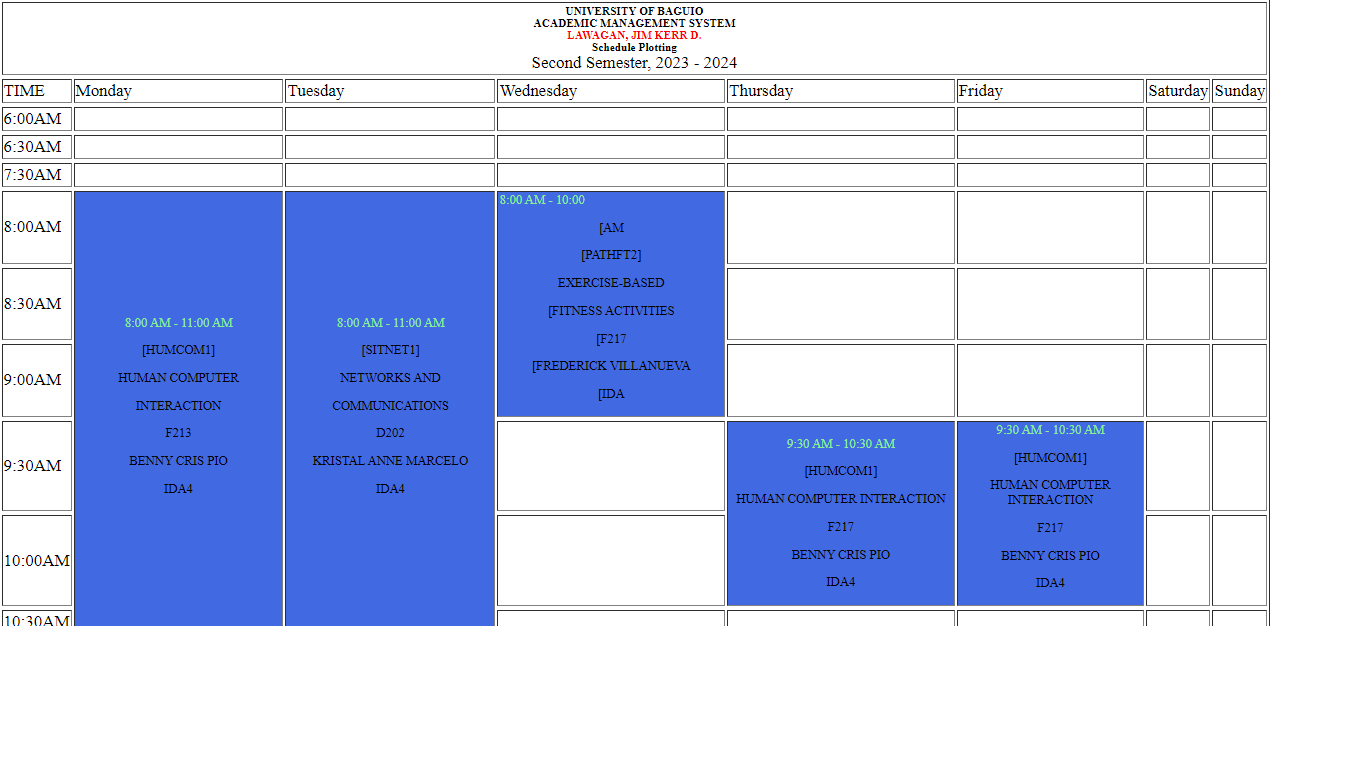 UNIVERSITY OF BAGUIO
ACADEMIC MANAGEMENT SYSTEM
LAWAGAN, JIM KERR D.
Schedule Plotting
Second Semester, 2023 - 2024
TIME Monday Tuesday Wednesday Thursday Friday Saturday Sunday
6:00AM
6:30AM
7:30AM
8:00AM
8:30AM
9:00AM
9:30AM
10:00AM
10:30AM
8:00 AM - 11:00 AM
[HUMCOM1]
HUMAN COMPUTER
INTERACTION
F213
BENNY CRIS PIO
IDA4
8:00 AM - 11:00 AM
[SITNET1]
NETWORKS AND
COMMUNICATIONS
D202
KRISTAL ANNE MARCELO
IDA4
8:00 AM - 10:00
[AM
[PATHFT2]
EXERCISE-BASED
[FITNESS ACTIVITIES
[F217
[FREDERICK VILLANUEVA
[IDA
9:30 AM - 10:30 AM
[HUMCOM1]
HUMAN COMPUTER INTERACTION
F217
BENNY CRIS PIO
IDA4
9:30 AM - 10:30 AM
[HUMCOM1]
HUMAN COMPUTER
INTERACTION
F217
BENNY CRIS PIO
IDA4